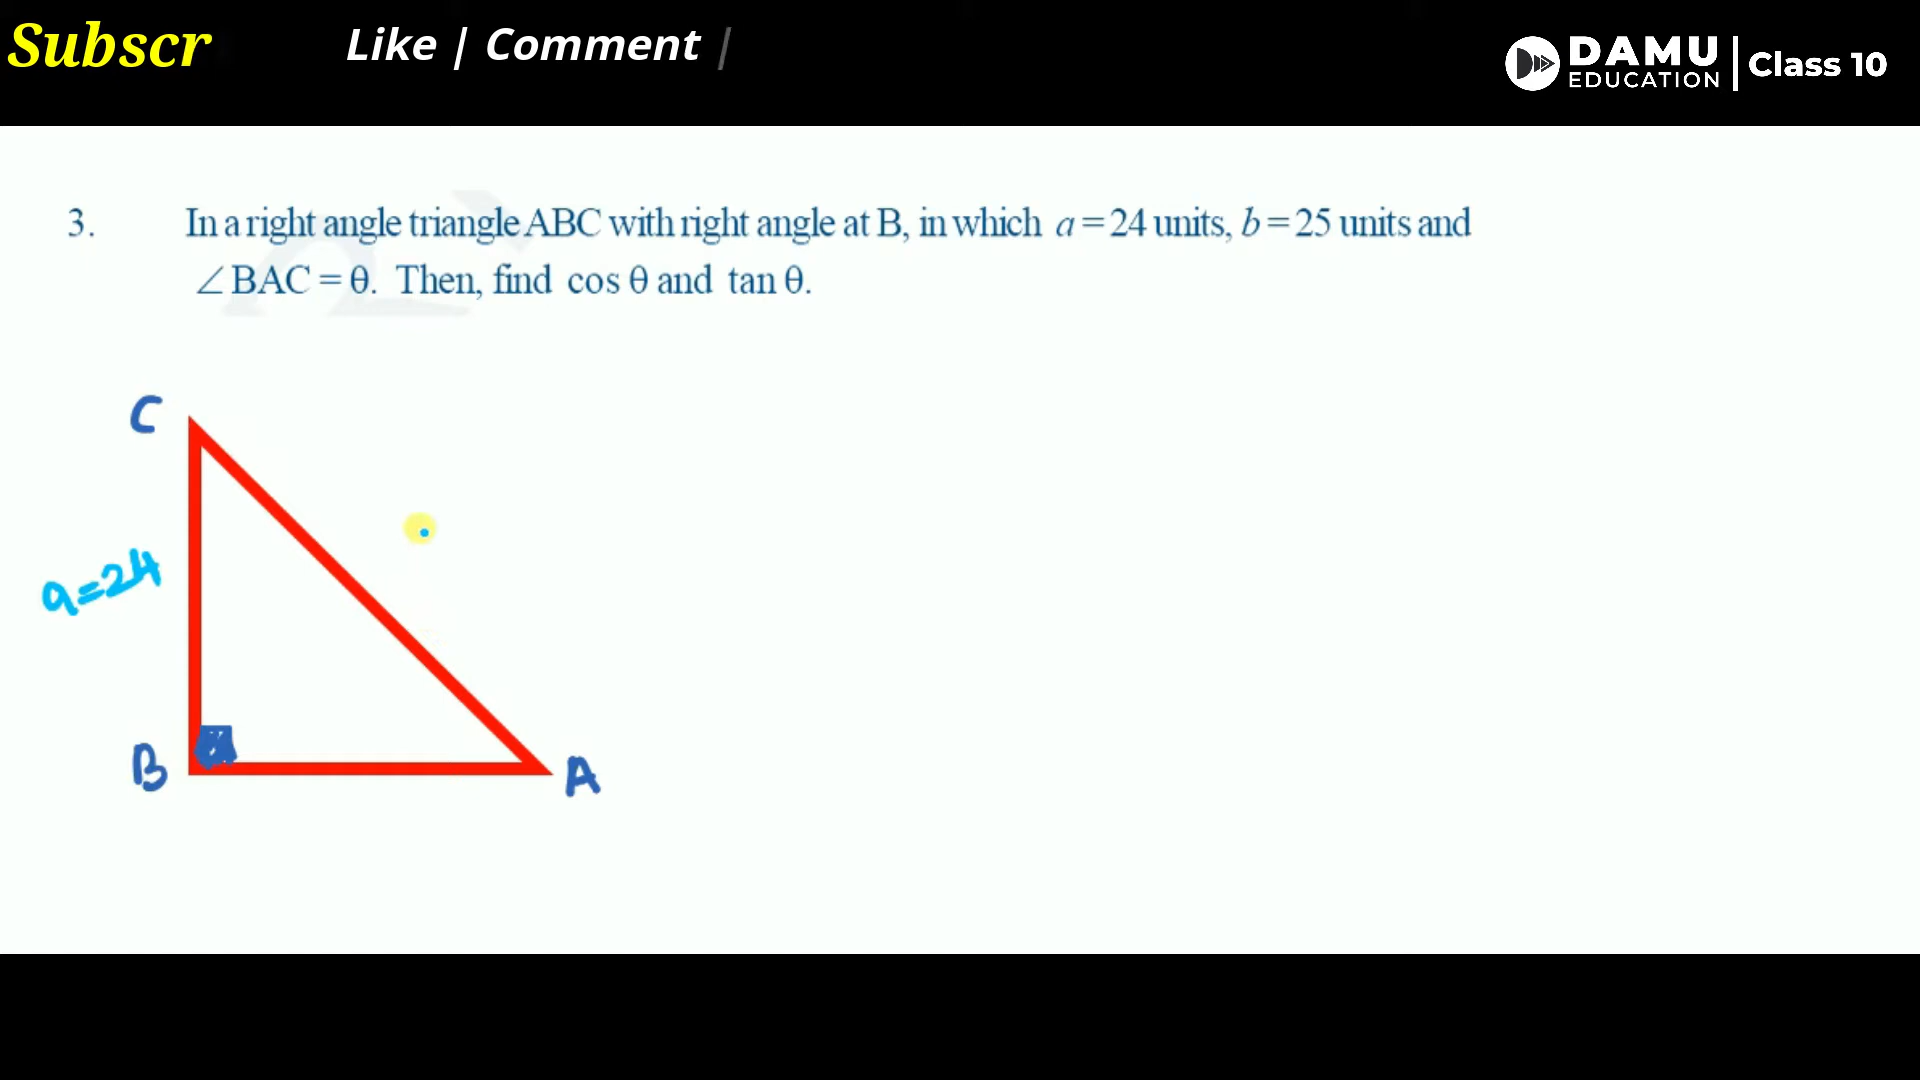 Subscr
Like | Comment |
DAMU
EDUCATION
Class 10
3. In a right angle triangle ABC with right angle at B, in which a = 24 units, b = 25 units and
∠BAC = θ. Then, find cos θ and tan θ.
C
a=24
B
A